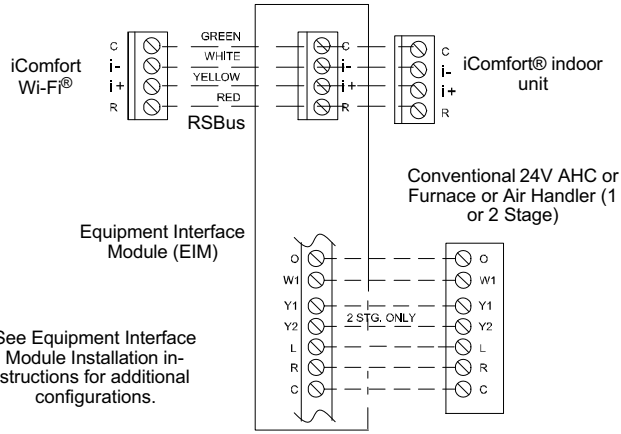 GREEN
WHITE
YELLOW
RED
RSBus
iComfort
Wi-Fi®
C
i-
i+
R
C
i-
i+
R
C
i-
i+
R
iComfort® indoor
unit
Conventional 24V AHC or
Furnace or Air Handler (1
or 2 Stage)
Equipment Interface
Module (EIM)
O
W1
Y1
Y2
L
R
C
2 STG. ONLY
O
W1
Y1
Y2
L
R
C
See Equipment Interface
Module Installation in-
structions for additional
configurations.